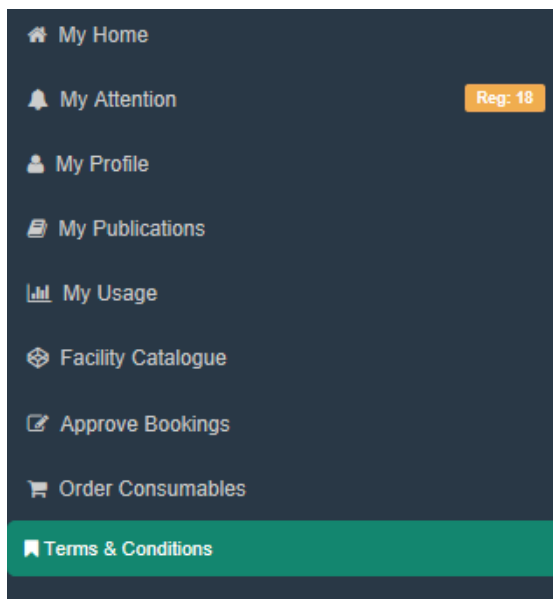 My Home
My Attention Reg: 18
My Profile
My Publications
My Usage
Facility Catalogue
Approve Bookings
Order Consumables
Terms & Conditions